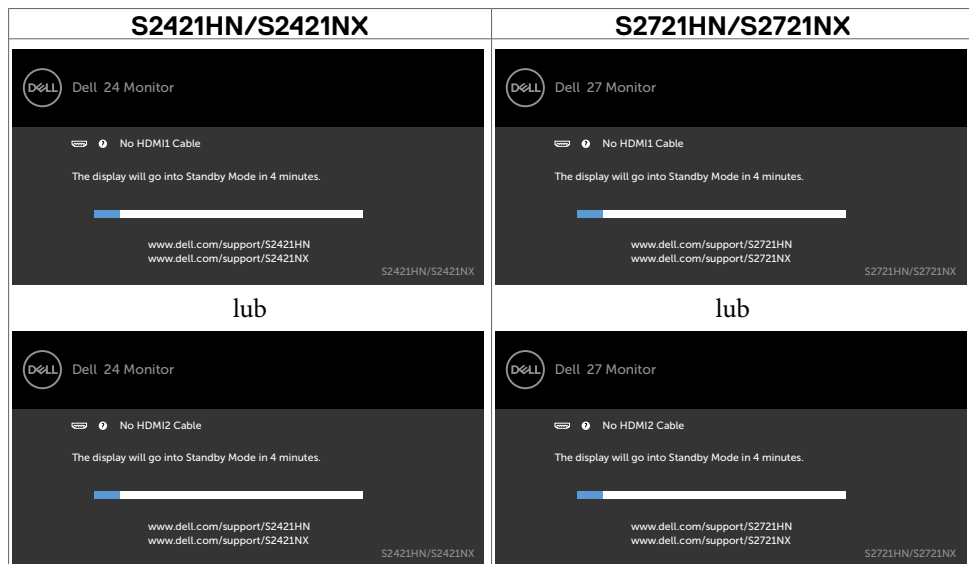 S2421HN/S2421NX
S2721HN/S2721NX
DELL
Dell 24 Monitor
No HDMI1 Cable
The display will go into Standby Mode in 4 minutes.
www.dell.com/support/S2421HN
www.dell.com/support/S2421NX
S2421HN/S2421NX
DELL
Dell 27 Monitor
No HDMI1 Cable
The display will go into Standby Mode in 4 minutes.
www.dell.com/support/S2721HN
www.dell.com/support/S2721NX
S2721HN/S2721NX
lub
lub
DELL
Dell 24 Monitor
No HDMI2 Cable
The display will go into Standby Mode in 4 minutes.
www.dell.com/support/S2421HN
www.dell.com/support/S2421NX
S2421HN/S2421NX
DELL
Dell 27 Monitor
No HDMI2 Cable
The display will go into Standby Mode in 4 minutes.
www.dell.com/support/S2721HN
www.dell.com/support/S2721NX
S2721HN/S2721NX